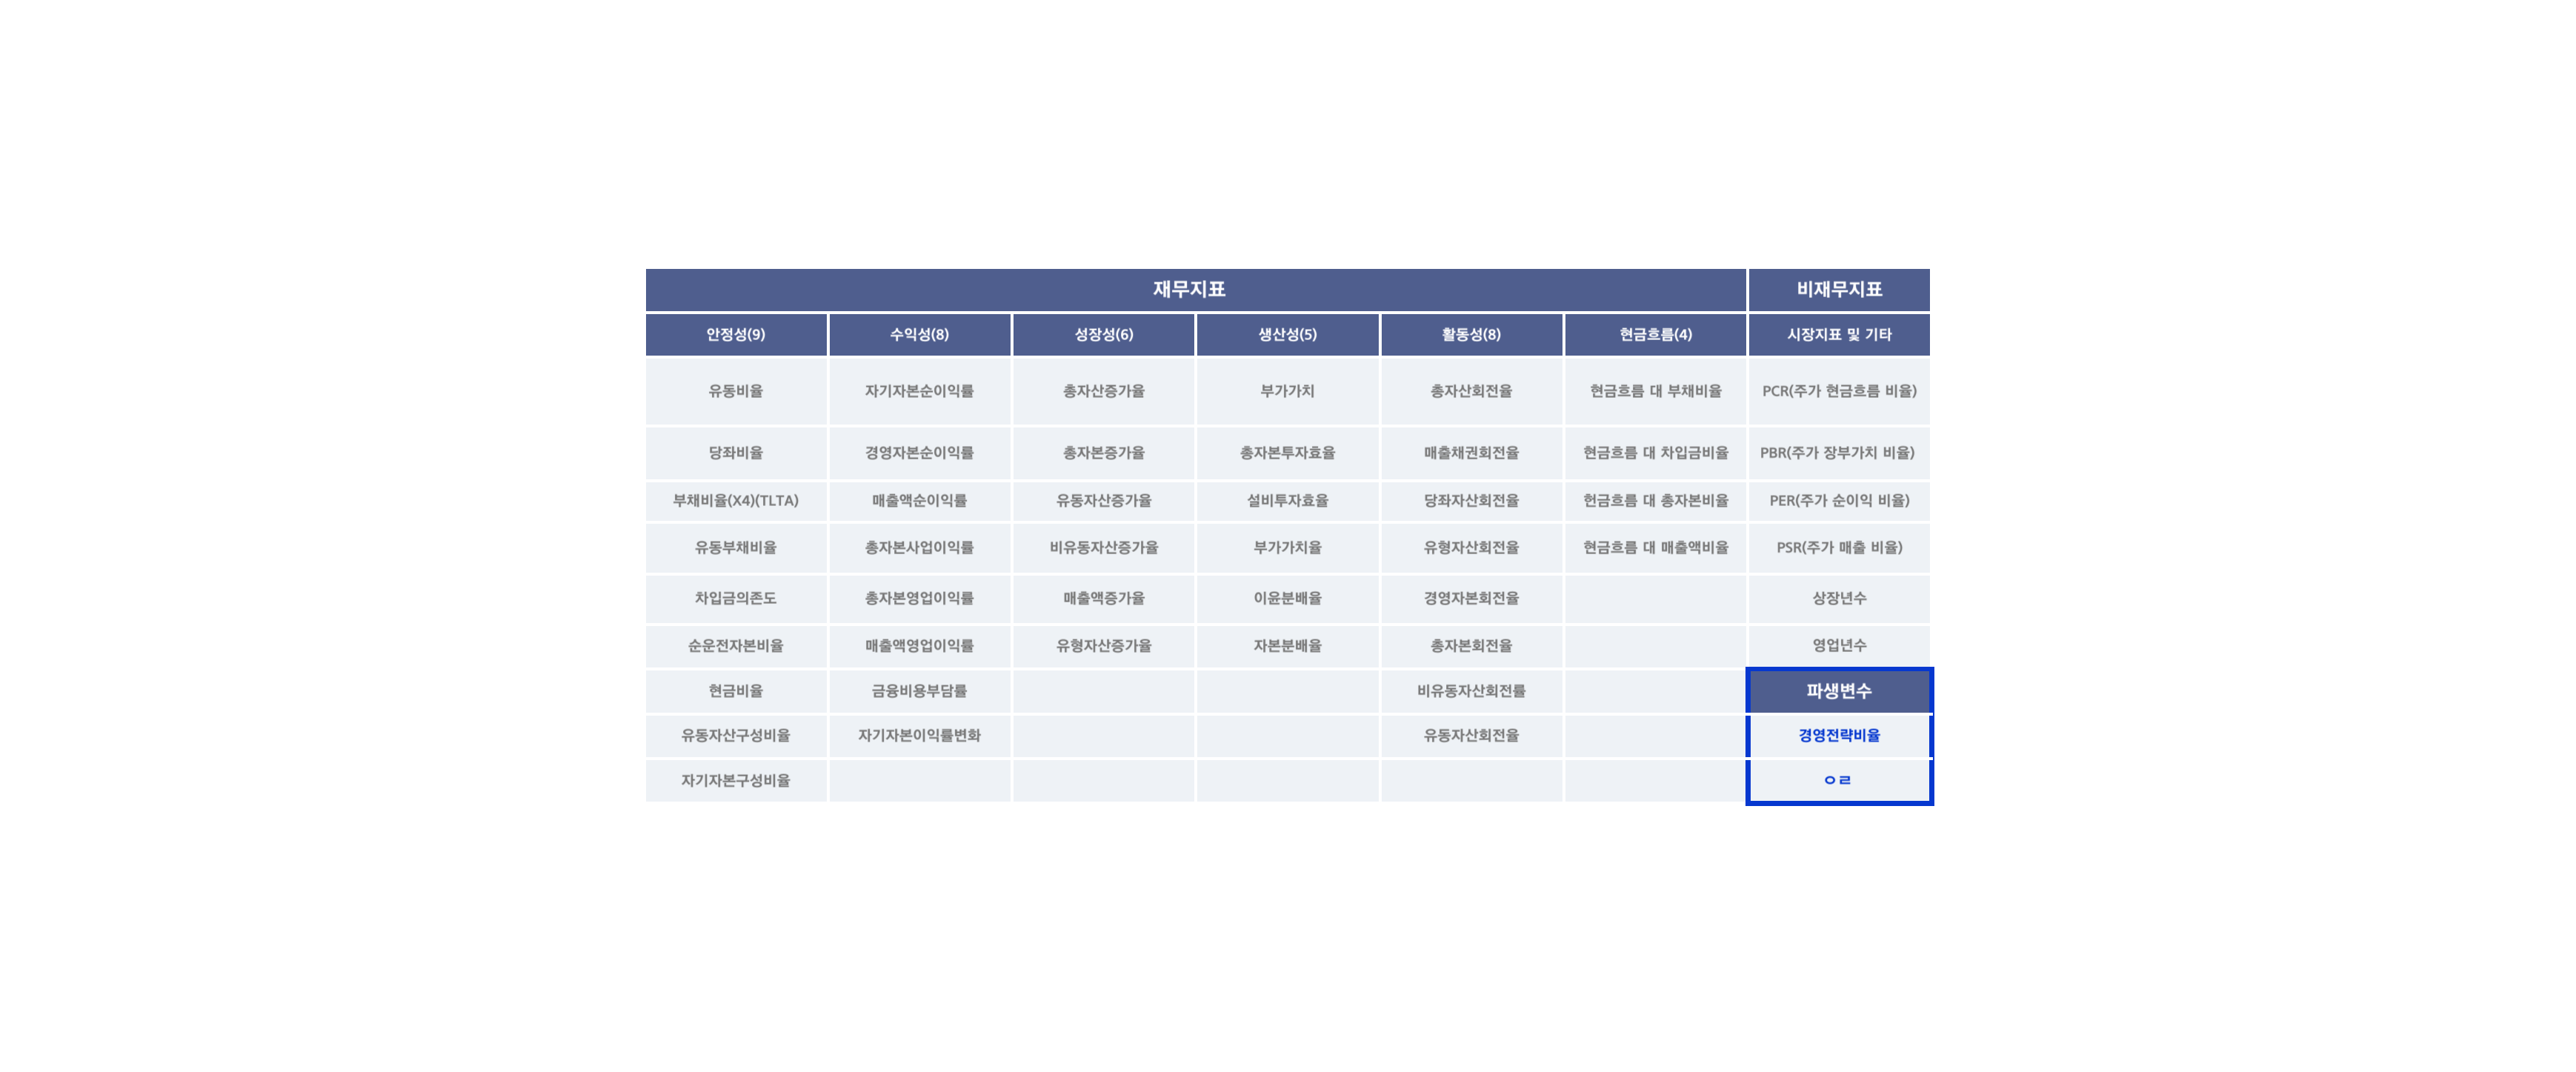 재무지표 비재무지표
안정성(9) 수익성(8) 성장성(6) 생산성(5) 활동성(8) 현금흐름(4) 시장지표 및 기타
유동비율 자기자본순이익률 총자산증가율 부가가치 총자산회전율 현금흐름 대 부채비율 PCR(주가 현금흐름 비율)
당좌비율 경영자본순이익률 총자본증가율 총자본투자효율 매출채권회전율 현금흐름 대 차입금비율 PBR(주가 장부가치 비율)
부채비율(X4)(TLTA) 매출액순이익률 유동자산증가율 설비투자효율 당좌자산회전율 헌금흐름 대 총자본비율 PER(주가 순이익 비율)
유동부채비율 총자본사업이익률 비유동자산증가율 부가가치율 유형자산회전율 현금흐름 대 매출액비율 PSR(주가 매출 비율)
차입금의존도 총자본영업이익률 매출액증가율 이윤분배율 경영자본회전율 상장년수
순운전자본비율 매출액영업이익률 유형자산증가율 자본분배율 총자본회전율 영업년수
현금비율 금융비용부담률 비유동자산회전률 파생변수
유동자산구성비율 자기자본이익률변화 유동자산회전율 경영전략비율
자기자본구성비율 ㅇㄹ